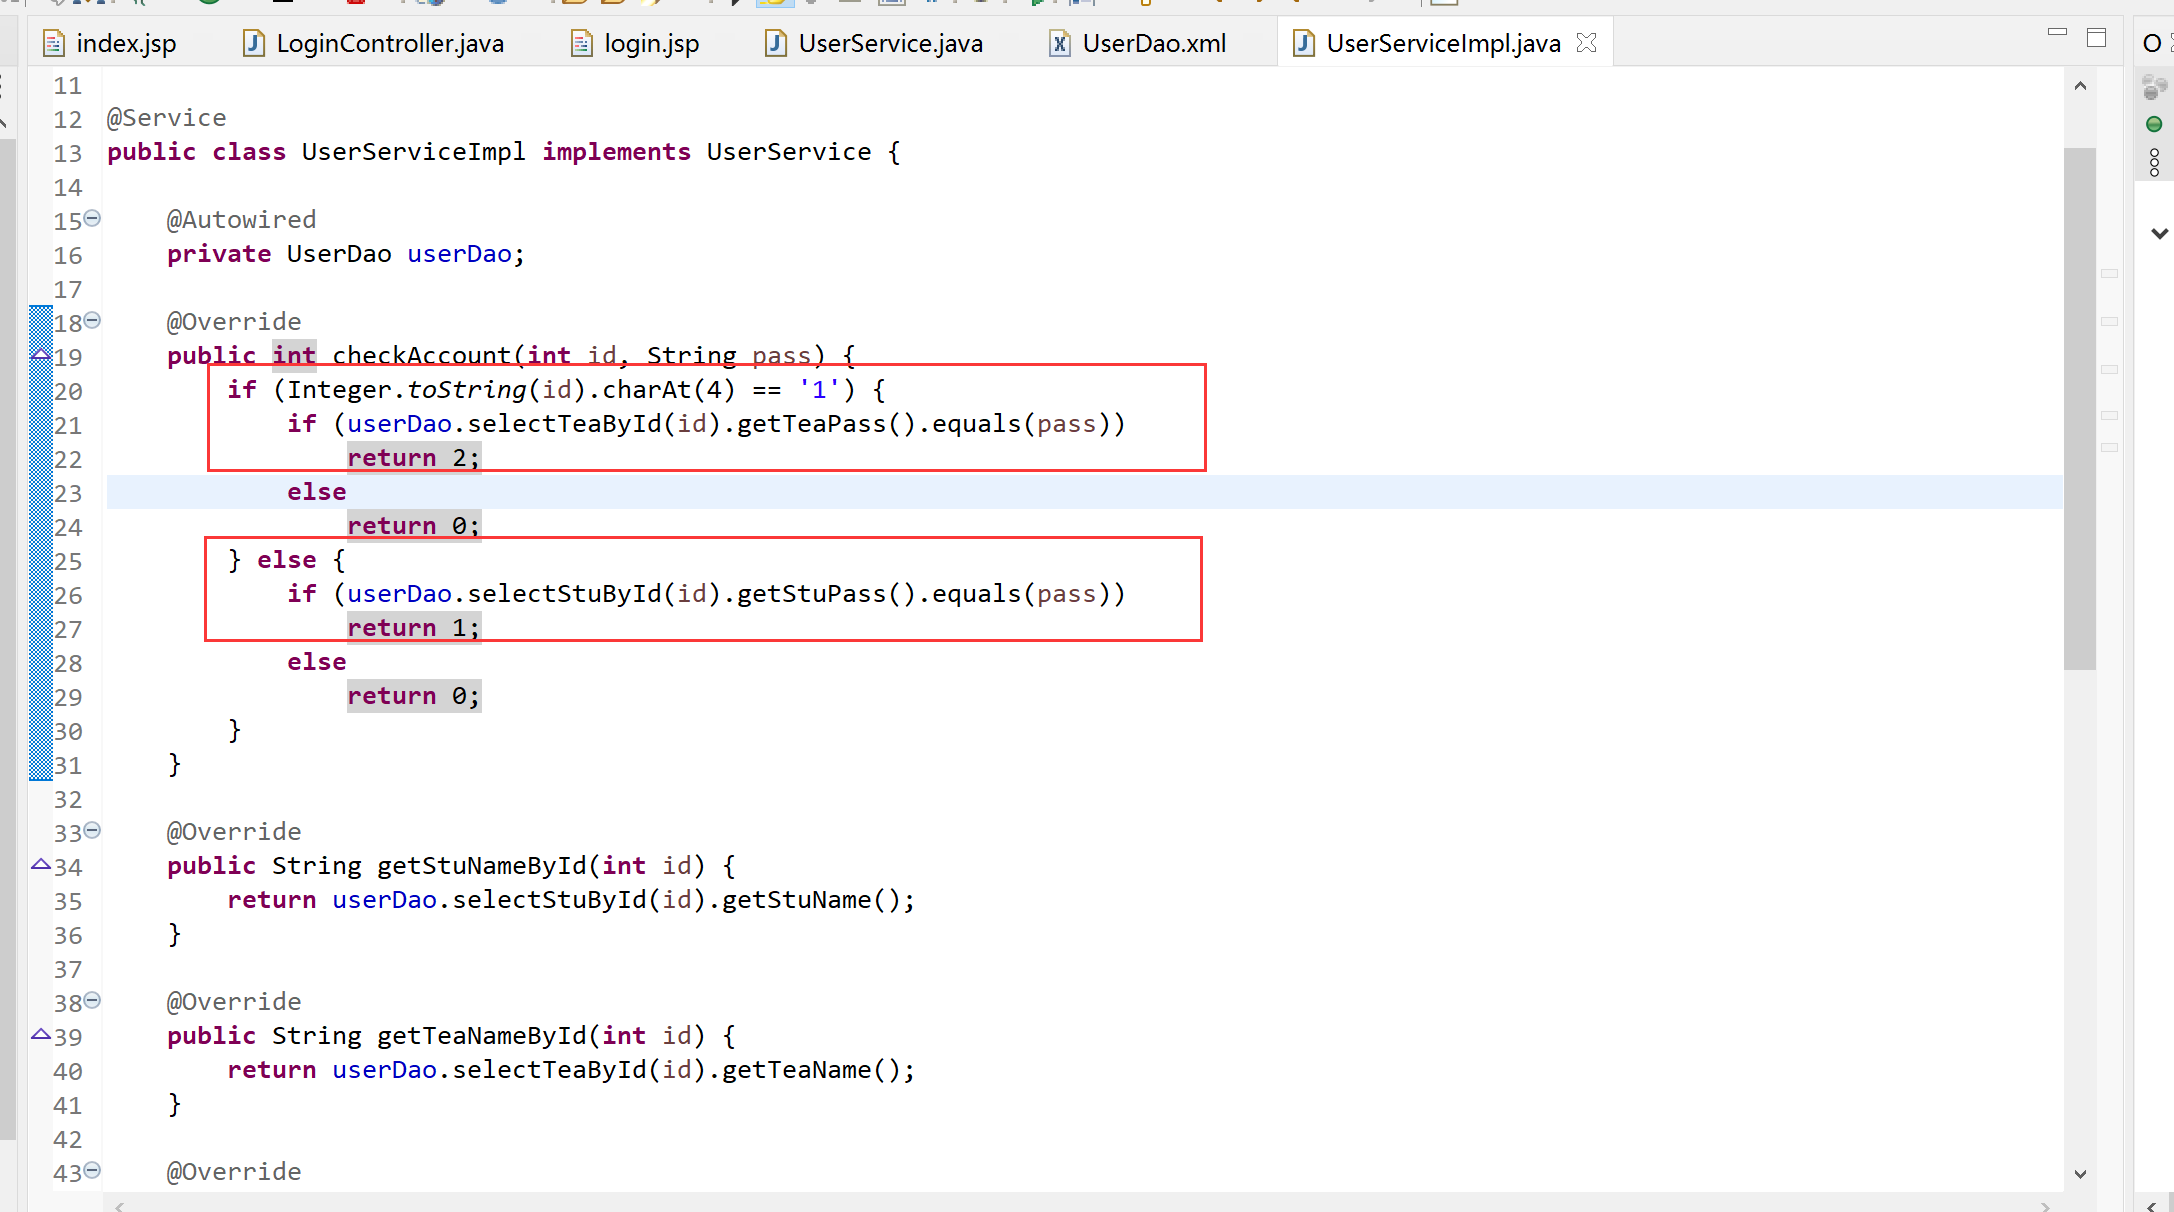 index.jsp LoginController.java login.jsp UserService.java UserDao.xml UserServiceImpl.java
11
12 @Service
13 public class UserServiceImpl implements UserService {
14
15 @Autowired
16 private UserDao userDao;
17
18 @Override
19 public int checkAccount(int id, String pass) {
20 if (Integer.toString(id).charAt(4) == '1') {
21 if (userDao.selectTeaById(id).getTeaPass().equals(pass))
22 return 2;
23 else
24 return 0;
25 } else {
26 if (userDao.selectStuById(id).getStuPass().equals(pass))
27 return 1;
28 else
29 return 0;
30 }
31 }
32
33 @Override
34 public String getStuNameById(int id) {
35 return userDao.selectStuById(id).getStuName();
36 }
37
38 @Override
39 public String getTeaNameById(int id) {
40 return userDao.selectTeaById(id).getTeaName();
41 }
42
43 @Override